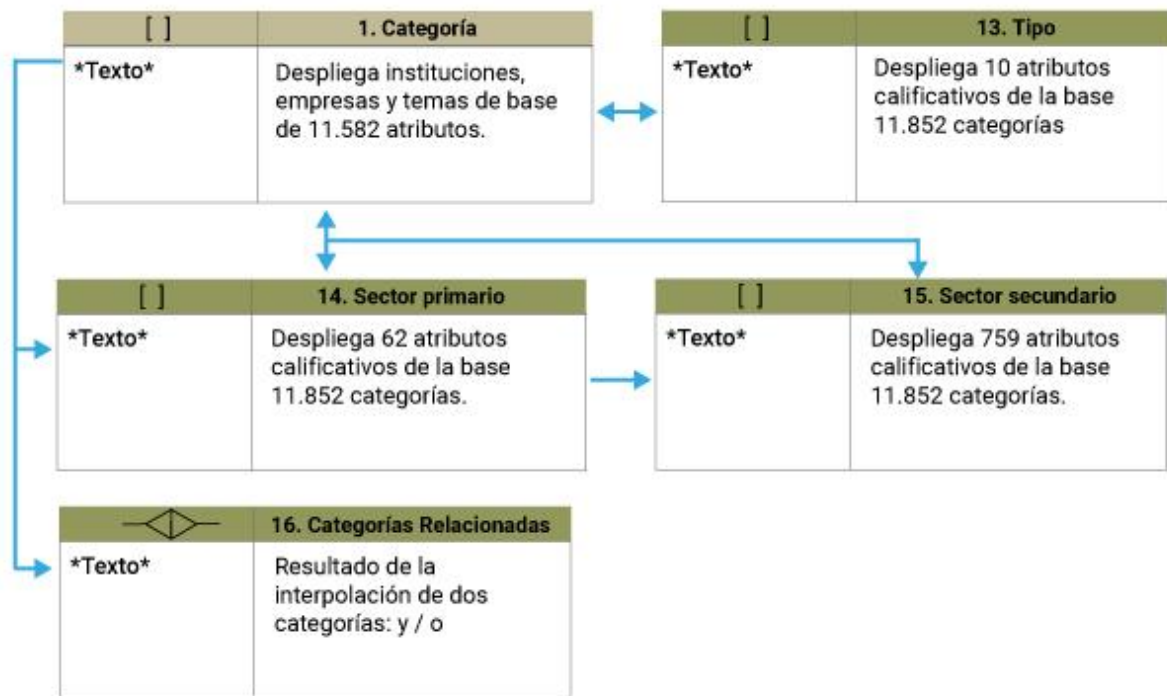 [ ] 1. Categoría
*Texto*
Despliega instituciones,
empresas y temas de base
de 11.582 atributos.
[ ] 13. Tipo
*Texto*
Despliega 10 atributos
calificativos de la base
11.852 categorías
[ ] 14. Sector primario
*Texto*
Despliega 62 atributos
calificativos de la base
11.852 categorías.
[ ] 15. Sector secundario
*Texto*
Despliega 759 atributos
calificativos de la base
11.852 categorías.
16. Categorías Relacionadas
*Texto*
Resultado de la
interpolación de dos
categorías: y / o